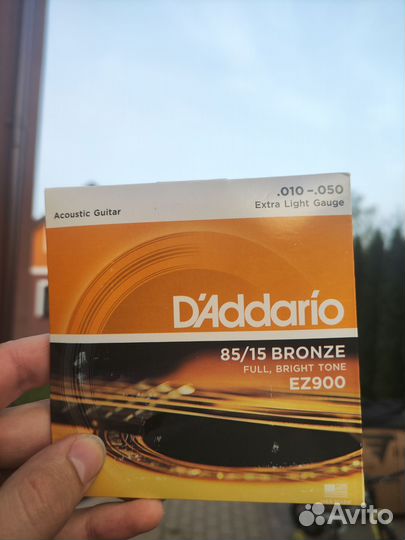 .010 –.050
Acoustic Guitar
Extra Light Gauge
D'Addario
85/15 BRONZE
FULL, BRIGHT TONE
EZ900
Avito